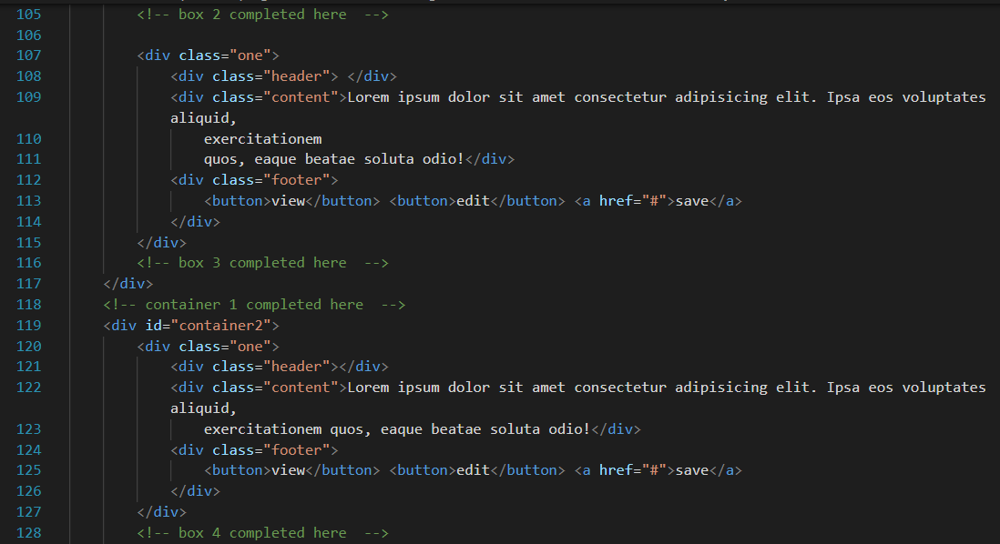 105 <!-- box 2 completed here  -->
106
107 <div class="one">
108 <div class="header"> </div>
109 <div class="content">Lorem ipsum dolor sit amet consectetur adipisicing elit. Ipsa eos voluptates
aliquid,
110 exercitationem
111 quos, eaque beatae soluta odio!</div>
112 <div class="footer">
113 <button>view</button> <button>edit</button> <a href="#">save</a>
114 </div>
115 </div>
116 <!-- box 3 completed here  -->
117 </div>
118 <!-- container 1 completed here  -->
119 <div id="container2">
120 <div class="one">
121 <div class="header"></div>
122 <div class="content">Lorem ipsum dolor sit amet consectetur adipisicing elit. Ipsa eos voluptates
aliquid,
123 exercitationem quos, eaque beatae soluta odio!</div>
124 <div class="footer">
125 <button>view</button> <button>edit</button> <a href="#">save</a>
126 </div>
127 </div>
128 <!-- box 4 completed here  -->